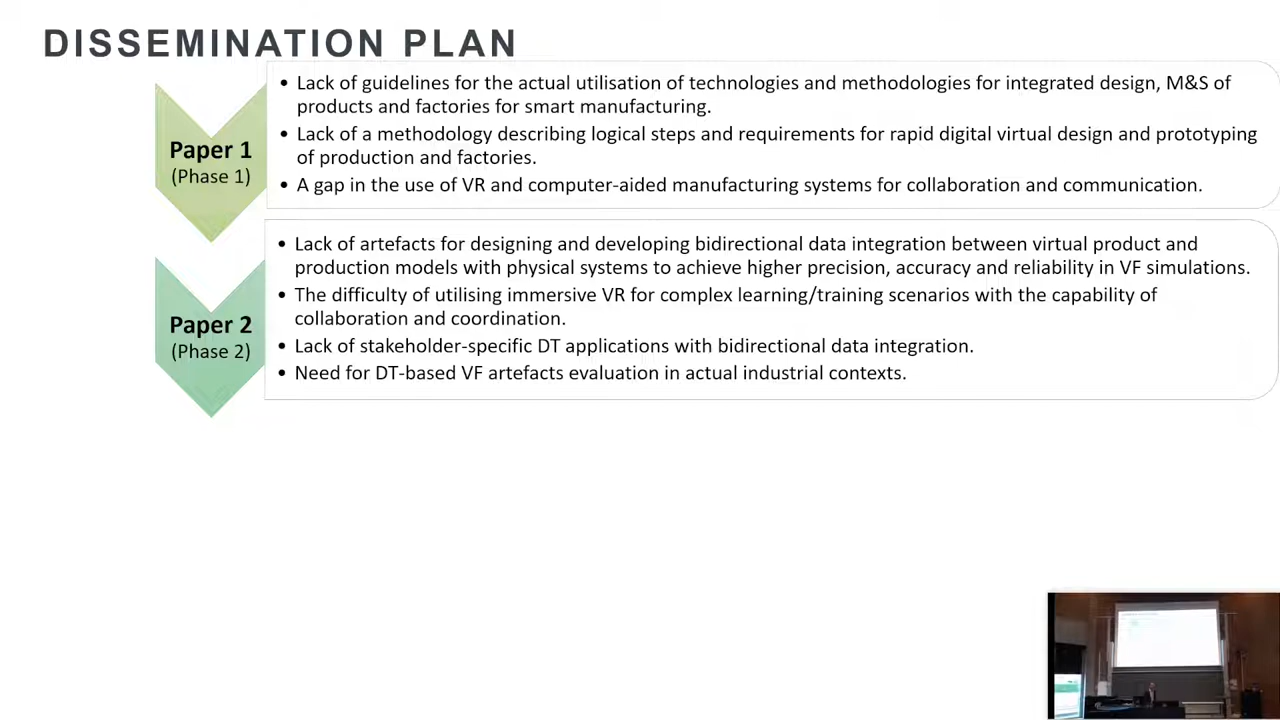 DISSEMINATION PLAN
Paper 1
(Phase 1)
• Lack of guidelines for the actual utilisation of technologies and methodologies for integrated design, M&S of
products and factories for smart manufacturing.
• Lack of a methodology describing logical steps and requirements for rapid digital virtual design and prototyping
of production and factories.
• A gap in the use of VR and computer-aided manufacturing systems for collaboration and communication.
Paper 2
(Phase 2)
• Lack of artefacts for designing and developing bidirectional data integration between virtual product and
production models with physical systems to achieve higher precision, accuracy and reliability in VF simulations.
• The difficulty of utilising immersive VR for complex learning/training scenarios with the capability of
collaboration and coordination.
• Lack of stakeholder-specific DT applications with bidirectional data integration.
• Need for DT-based VF artefacts evaluation in actual industrial contexts.